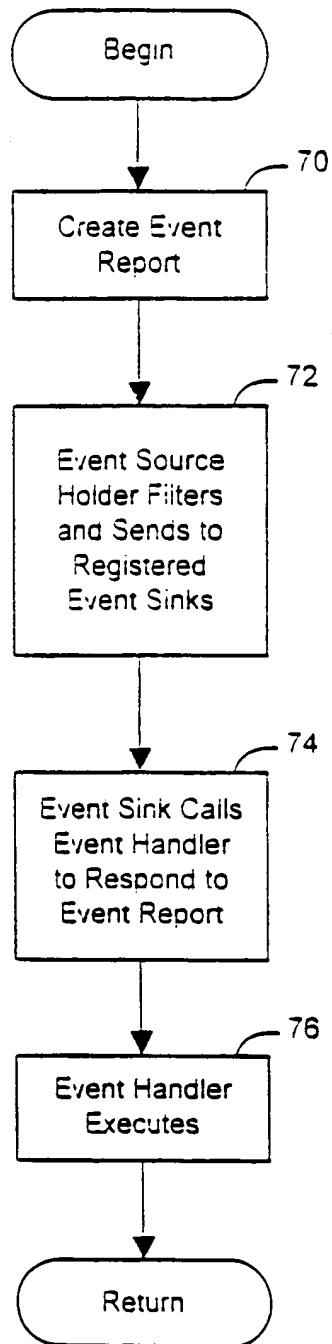 Begin
70
Create Event
Report
72
Event Source
Holder Filters
and Sends to
Registered
Event Sinks
74
Event Sink Calls
Event Handler
to Respond to
Event Report
76
Event Handler
Executes
Return